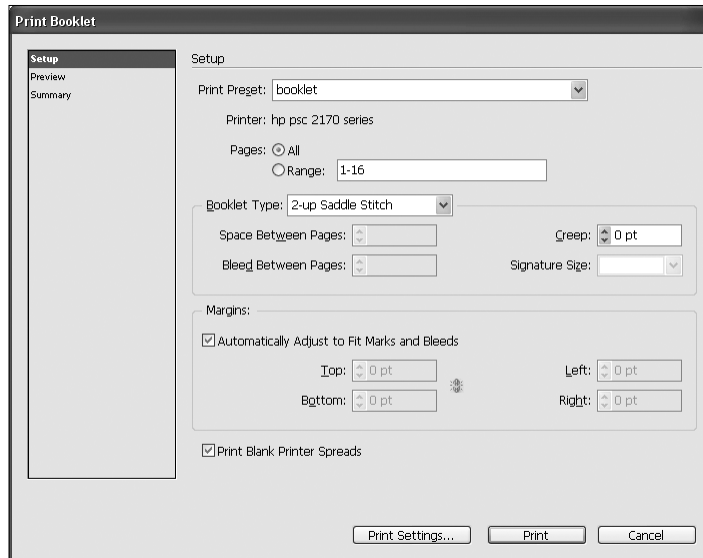 Print Booklet
Setup
Preview
Summary
Setup
Print Preset: booklet
Printer: hp psc 2170 series
Pages: All
Range: 1-16
Booklet Type: 2-up Saddle Stitch
Space Between Pages: Creep: 0 pt
Bleed Between Pages: Signature Size:
Margins:
Automatically Adjust to Fit Marks and Bleeds
Top: 0 pt Left: 0 pt
Bottom: 0 pt Right: 0 pt
Print Blank Printer Spreads
Print Settings... Print Cancel